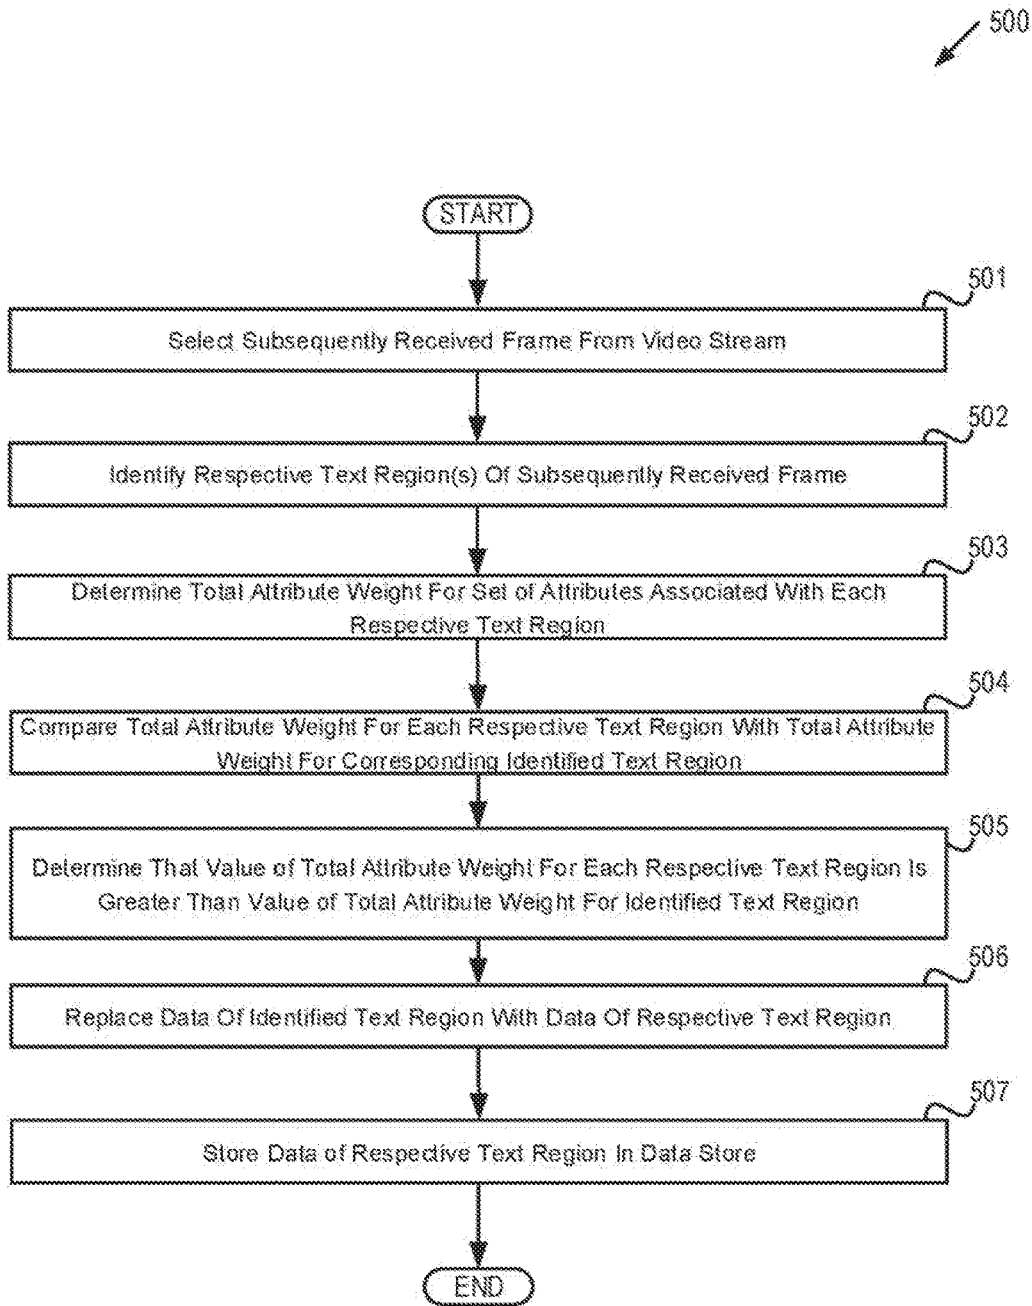 500
START
501
Select Subsequently Received Frame From Video Stream
502
Identify Respective Text Region(s) Of Subsequently Received Frame
503
Determine Total Attribute Weight For Set of Attributes Associated With Each
Respective Text Region
504
Compare Total Attribute Weight For Each Respective Text Region With Total Attribute
Weight For Corresponding Identified Text Region
505
Determine That Value of Total Attribute Weight For Each Respective Text Region Is
Greater Than Value of Total Attribute Weight For Identified Text Region
506
Replace Data Of Identified Text Region With Data Of Respective Text Region
507
Store Data of Respective Text Region In Data Store
END